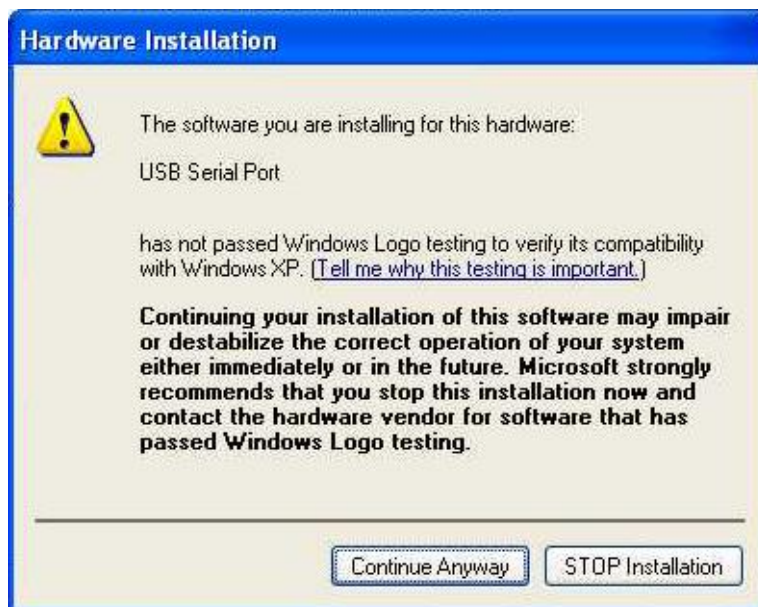 Hardware Installation
The software you are installing for this hardware:
USB Serial Port
has not passed Windows Logo testing to verify its compatibility
with Windows XP. (Tell me why this testing is important.)
Continuing your installation of this software may impair
or destabilize the correct operation of your system
either immediately or in the future. Microsoft strongly
recommends that you stop this installation now and
contact the hardware vendor for software that has
passed Windows Logo testing.
Continue Anyway
STOP Installation